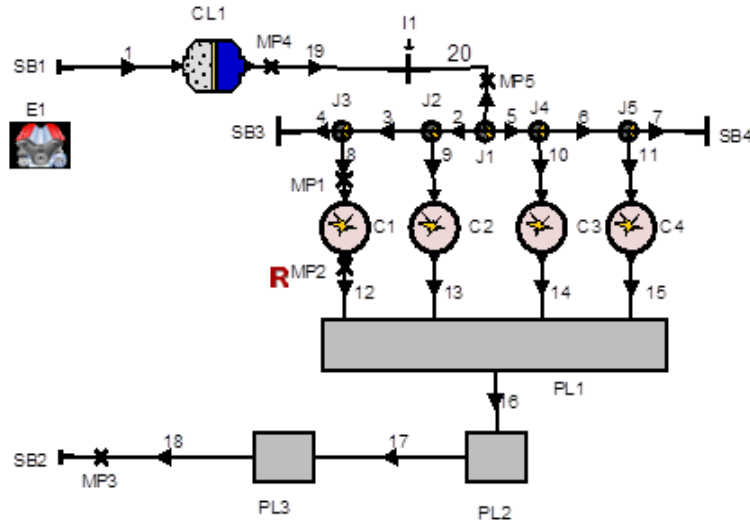 CL1
I1
SB1 1 MP4 19 20
MP5
E1
J3 J2 J4 J5
SB3 4 3 2 5 6 7 SB4
J1
8 9 10 11
MP1
C1 C2 C3 C4
R MP2
12 13 14 15
PL1
16
18 17
SB2
MP3
PL3 PL2